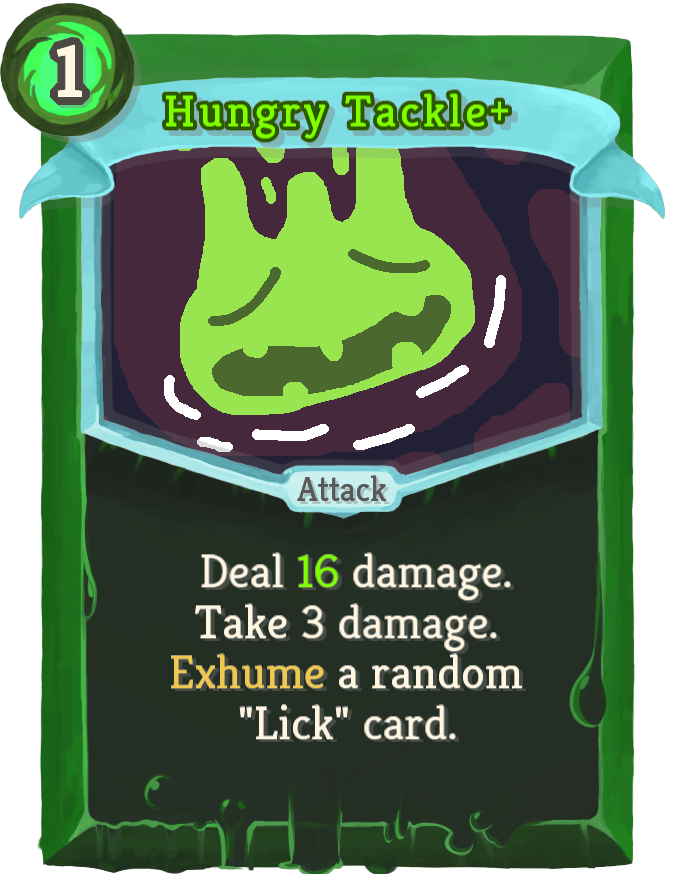 1
Hungry Tackle+
Attack
Deal 16 damage.
Take 3 damage.
Exhume a random
"Lick" card.